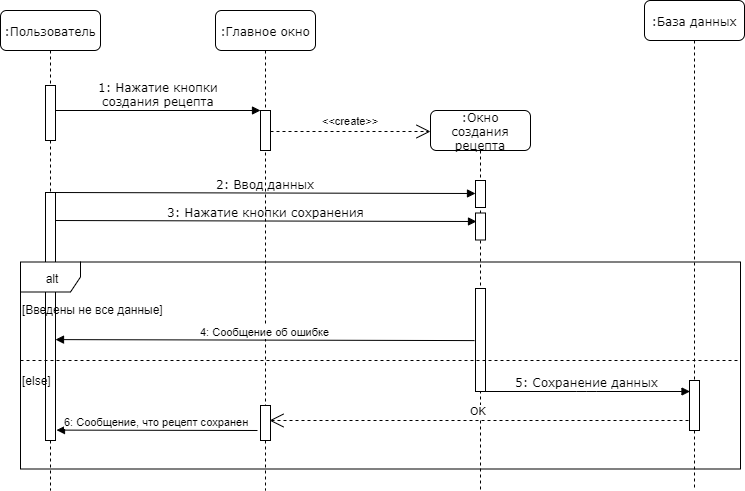 :Пользователь
:Главное окно
:База данных
1: Нажатие кнопки
создания рецепта
<<create>>
:Окно
создания
рецепта
2: Ввод данных
3: Нажатие кнопки сохранения
alt
[Введены не все данные]
4: Сообщение об ошибке
[else]
5: Сохранение данных
OK
6: Сообщение, что рецепт сохранен